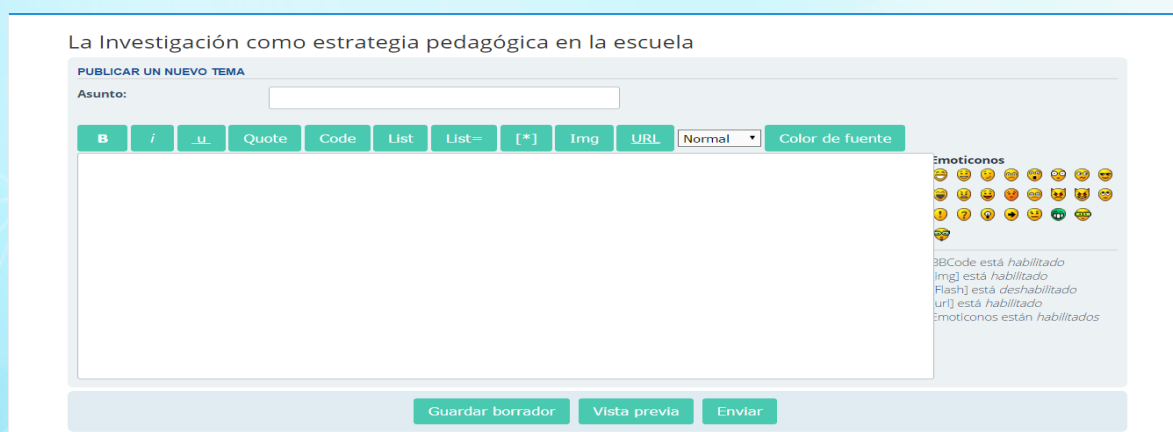 La Investigación como estrategia pedagógica en la escuela
PUBLICAR UN NUEVO TEMA
Asunto:
B i u Quote Code List List= [*] Img URL Normal Color de fuente
Emoticonos
BBCode está habilitado
[Img] está habilitado
[Flash] está deshabilitado
[url] está habilitado
Emoticonos están habilitados
Guardar borrador Vista previa Enviar